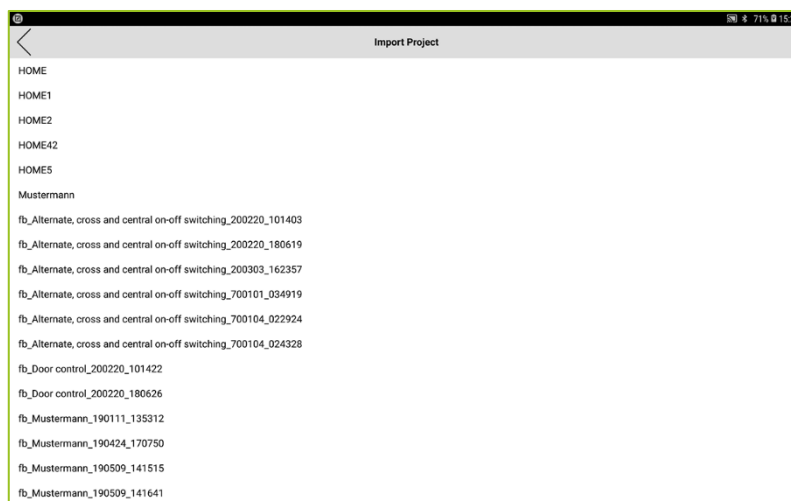 71% 15:
Import Project
HOME
HOME1
HOME2
HOME42
HOME5
Mustermann
fb_Alternate, cross and central on-off switching_200220_101403
fb_Alternate, cross and central on-off switching_200220_180619
fb_Alternate, cross and central on-off switching_200303_162357
fb_Alternate, cross and central on-off switching_700101_034919
fb_Alternate, cross and central on-off switching_700104_022924
fb_Alternate, cross and central on-off switching_700104_024328
fb_Door control_200220_101422
fb_Door control_200220_180626
fb_Mustermann_190111_135312
fb_Mustermann_190424_170750
fb_Mustermann_190509_141515
fb_Mustermann_190509_141641